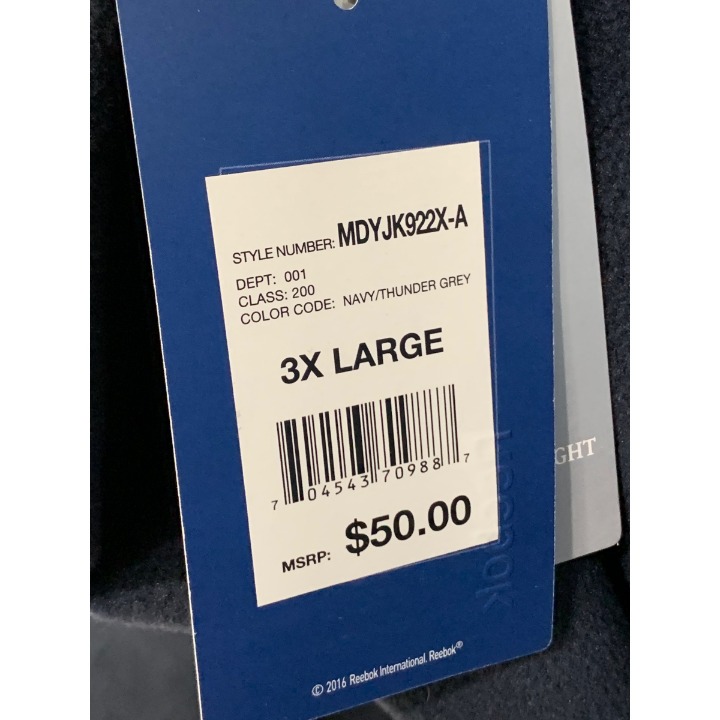 STYLE NUMBER: MDYJK922X-A
DEPT: 001
CLASS: 200
COLOR CODE: NAVY/THUNDER GREY
3X LARGE
7 04543 70988 7
MSRP: $50.00
Reebok
GHT
© 2016 Reebok International. Reebok®